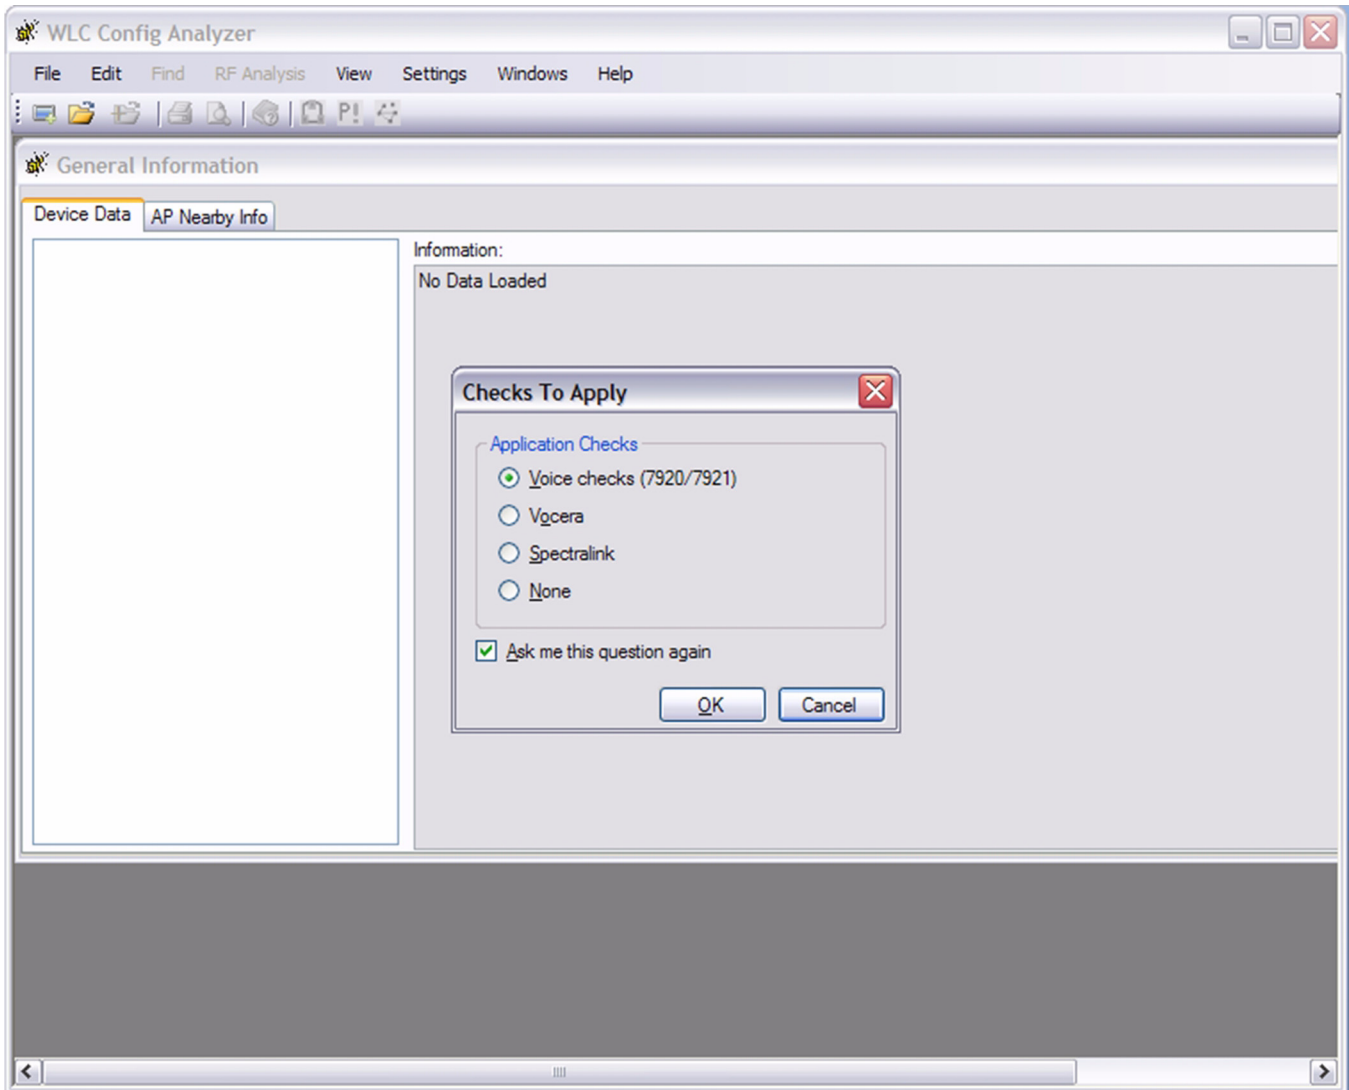 WLC Config Analyzer
File Edit Find RF Analysis View Settings Windows Help
P!
General Information
Device Data AP Nearby Info
Information:
No Data Loaded
Checks To Apply
Application Checks
Voice checks (7920/7921)
Vocera
Spectralink
None
Ask me this question again
OK Cancel